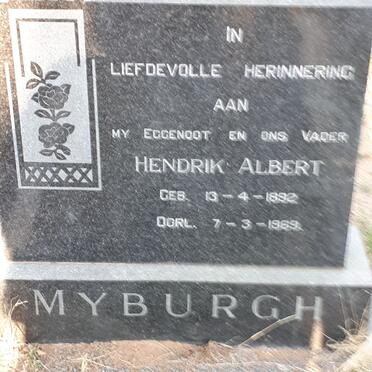 IN
LIEFDEVOLLE HERINNERING
AAN
MY EGGENOOT EN ONS VADER
HENDRIK ALBERT
GEB. 13-4-1892
OORL. 7-3-1969.
MYBURGH